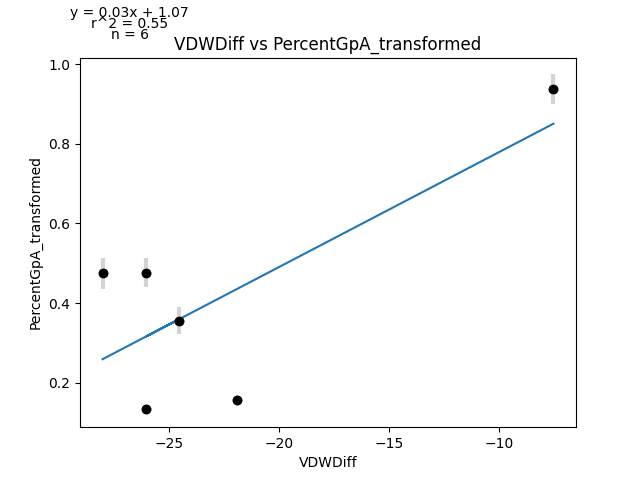 y = 0.03x + 1.07
r^2 = 0.55
n = 6
VDWDiff vs PercentGpA_transformed
1.0
0.8
0.6
0.4
0.2
PercentGpA_transformed
−25
−20
−15
−10
VDWDiff